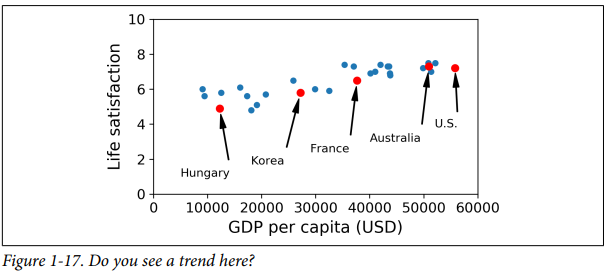 10
8
6
4
2
0
Life satisfaction
Hungary
Korea
France
Australia
U.S.
0 10000 20000 30000 40000 50000 60000
GDP per capita (USD)
Figure 1-17. Do you see a trend here?